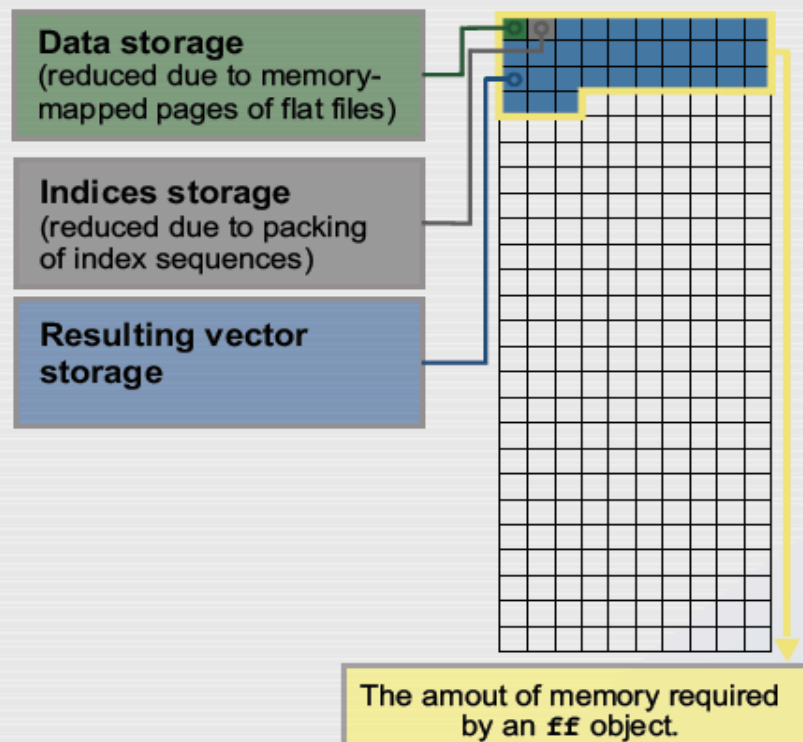 Data storage
(reduced due to memory-
mapped pages of flat files)
Indices storage
(reduced due to packing
of index sequences)
Resulting vector
storage
The amout of memory required
by an ff object.